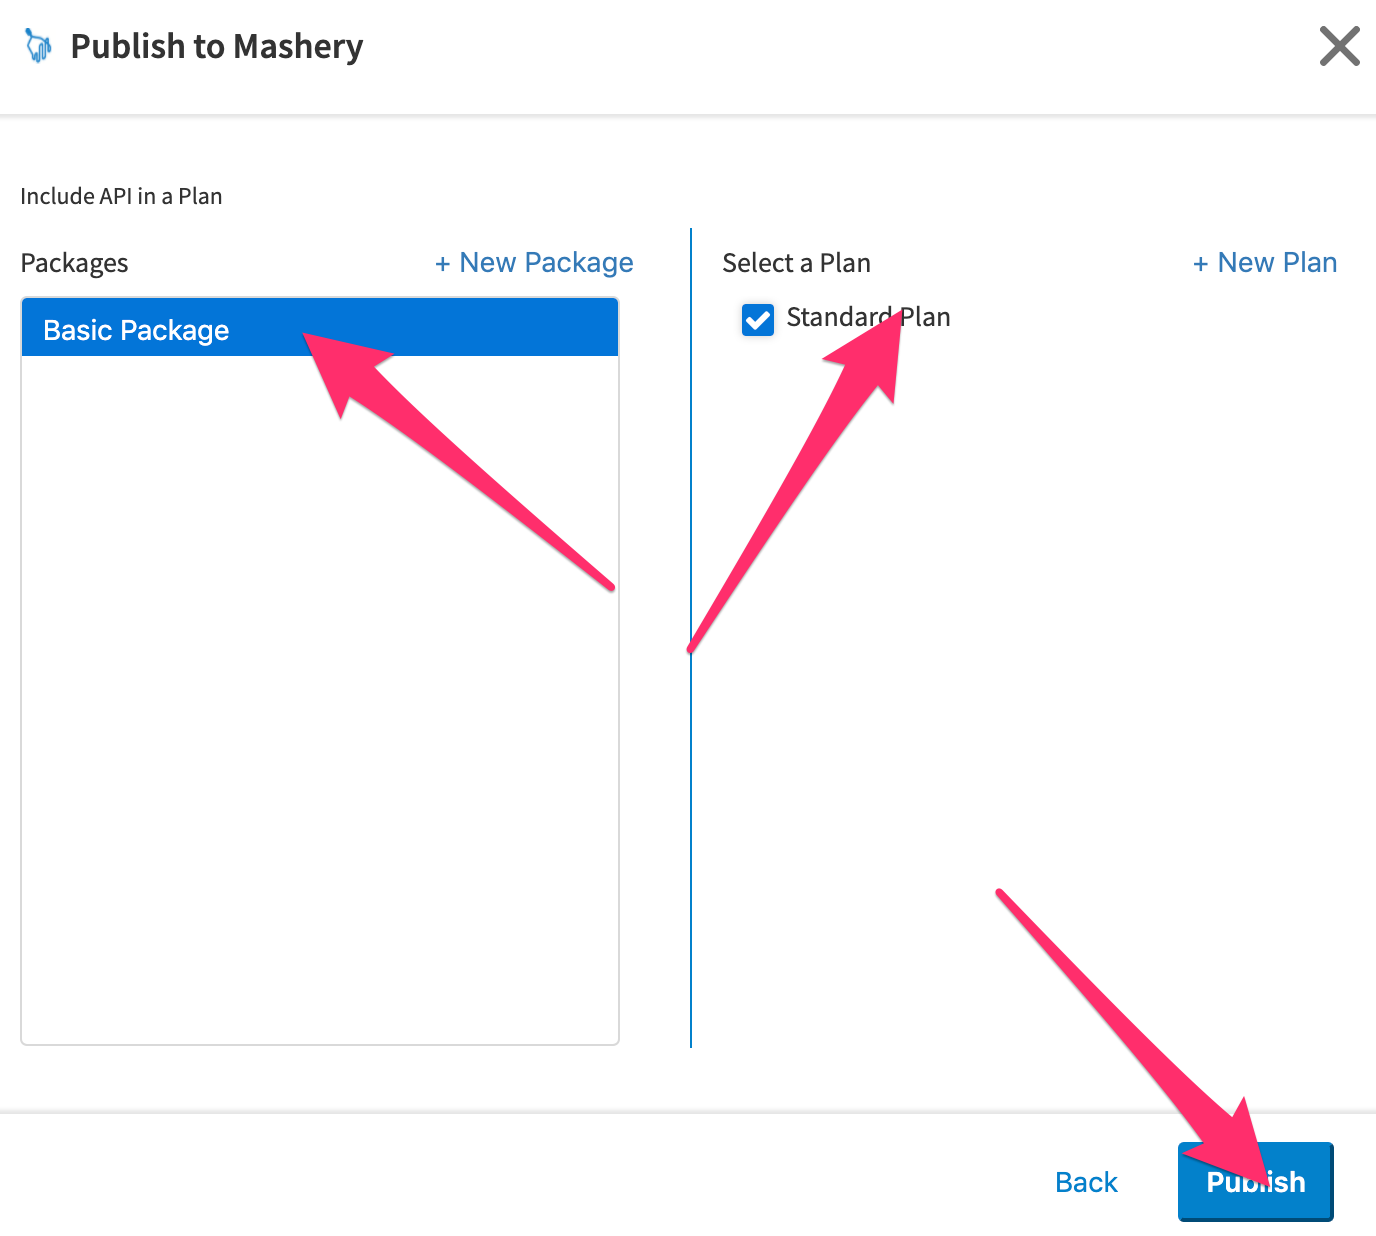 Publish to Mashery
Include API in a Plan
Packages
+ New Package
Basic Package
Select a Plan
+ New Plan
Standard Plan
Back
Publish